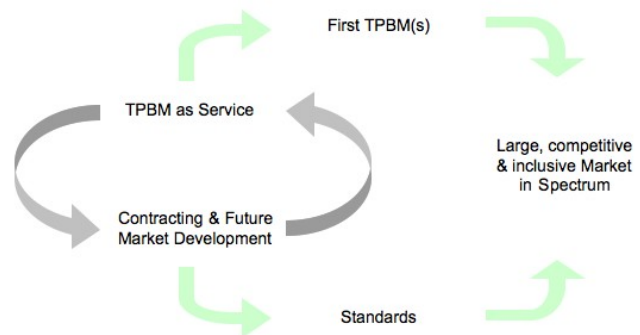 First TPBM(s)
TPBM as Service
Large, competitive
& inclusive Market
in Spectrum
Contracting & Future
Market Development
Standards